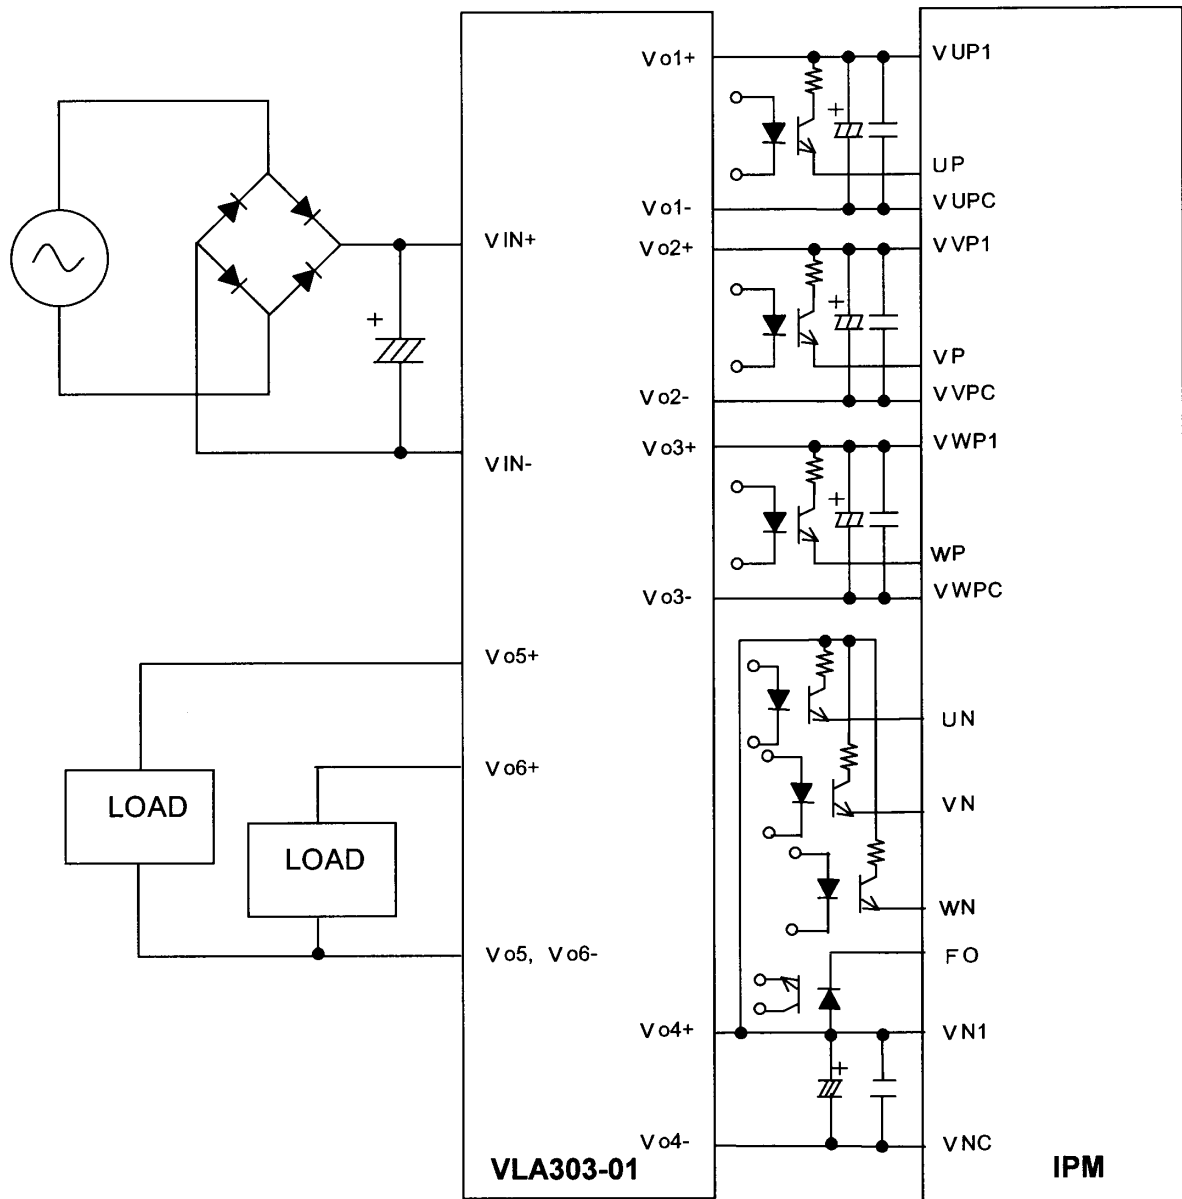 Vo1+
VUP1
+
UP
Vo1-
VUPC
VIN+
Vo2+
VVP1
+
+
VP
Vo2-
VVPC
VIN-
Vo3+
VWP1
+
WP
Vo3-
VWPC
Vo5+
UN
Vo6+
LOAD
VN
LOAD
WN
Vo5, Vo6-
FO
Vo4+
VN1
+
Vo4-
VNC
VLA303-01
IPM